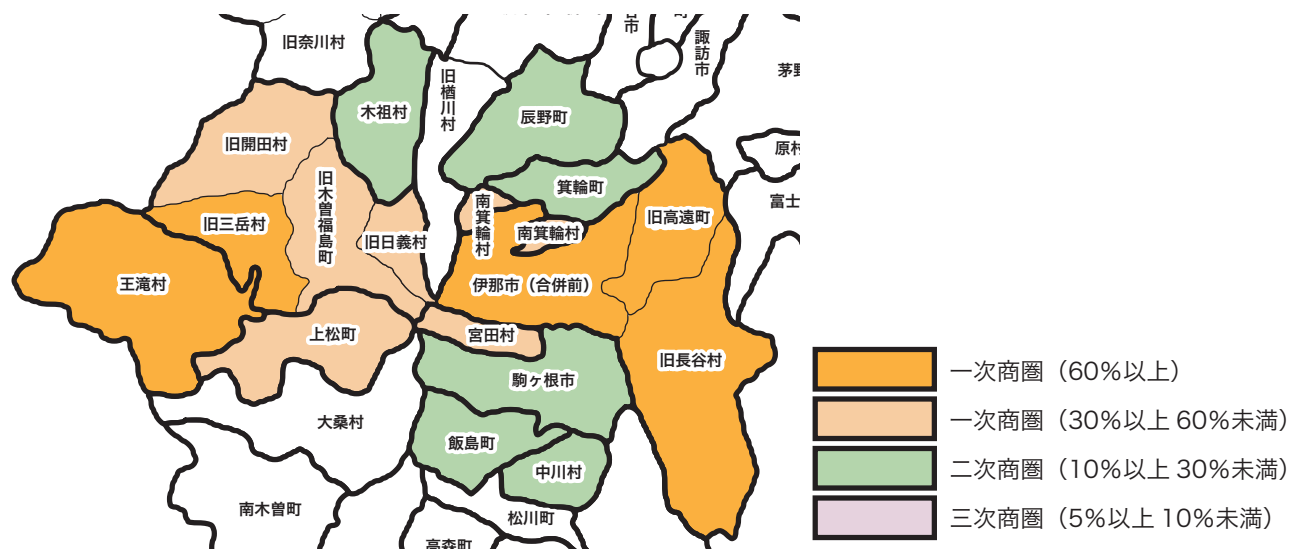 旧奈川村
市
町
諏訪市
木祖村
旧楢川村
辰野町
旧開田村
原村
箕輪町
旧木曽福島町
南箕輪村
富士
旧三岳村
旧高遠町
旧日義村
南箕輪村
王滝村
伊那市（合併前）
上松町
宮田村
旧長谷村
駒ヶ根市
大桑村
飯島町
中川村
南木曽町
松川町
高森町
一次商圏（60%以上）
一次商圏（30%以上 60%未満）
二次商圏（10%以上 30%未満）
三次商圏（5%以上 10%未満）